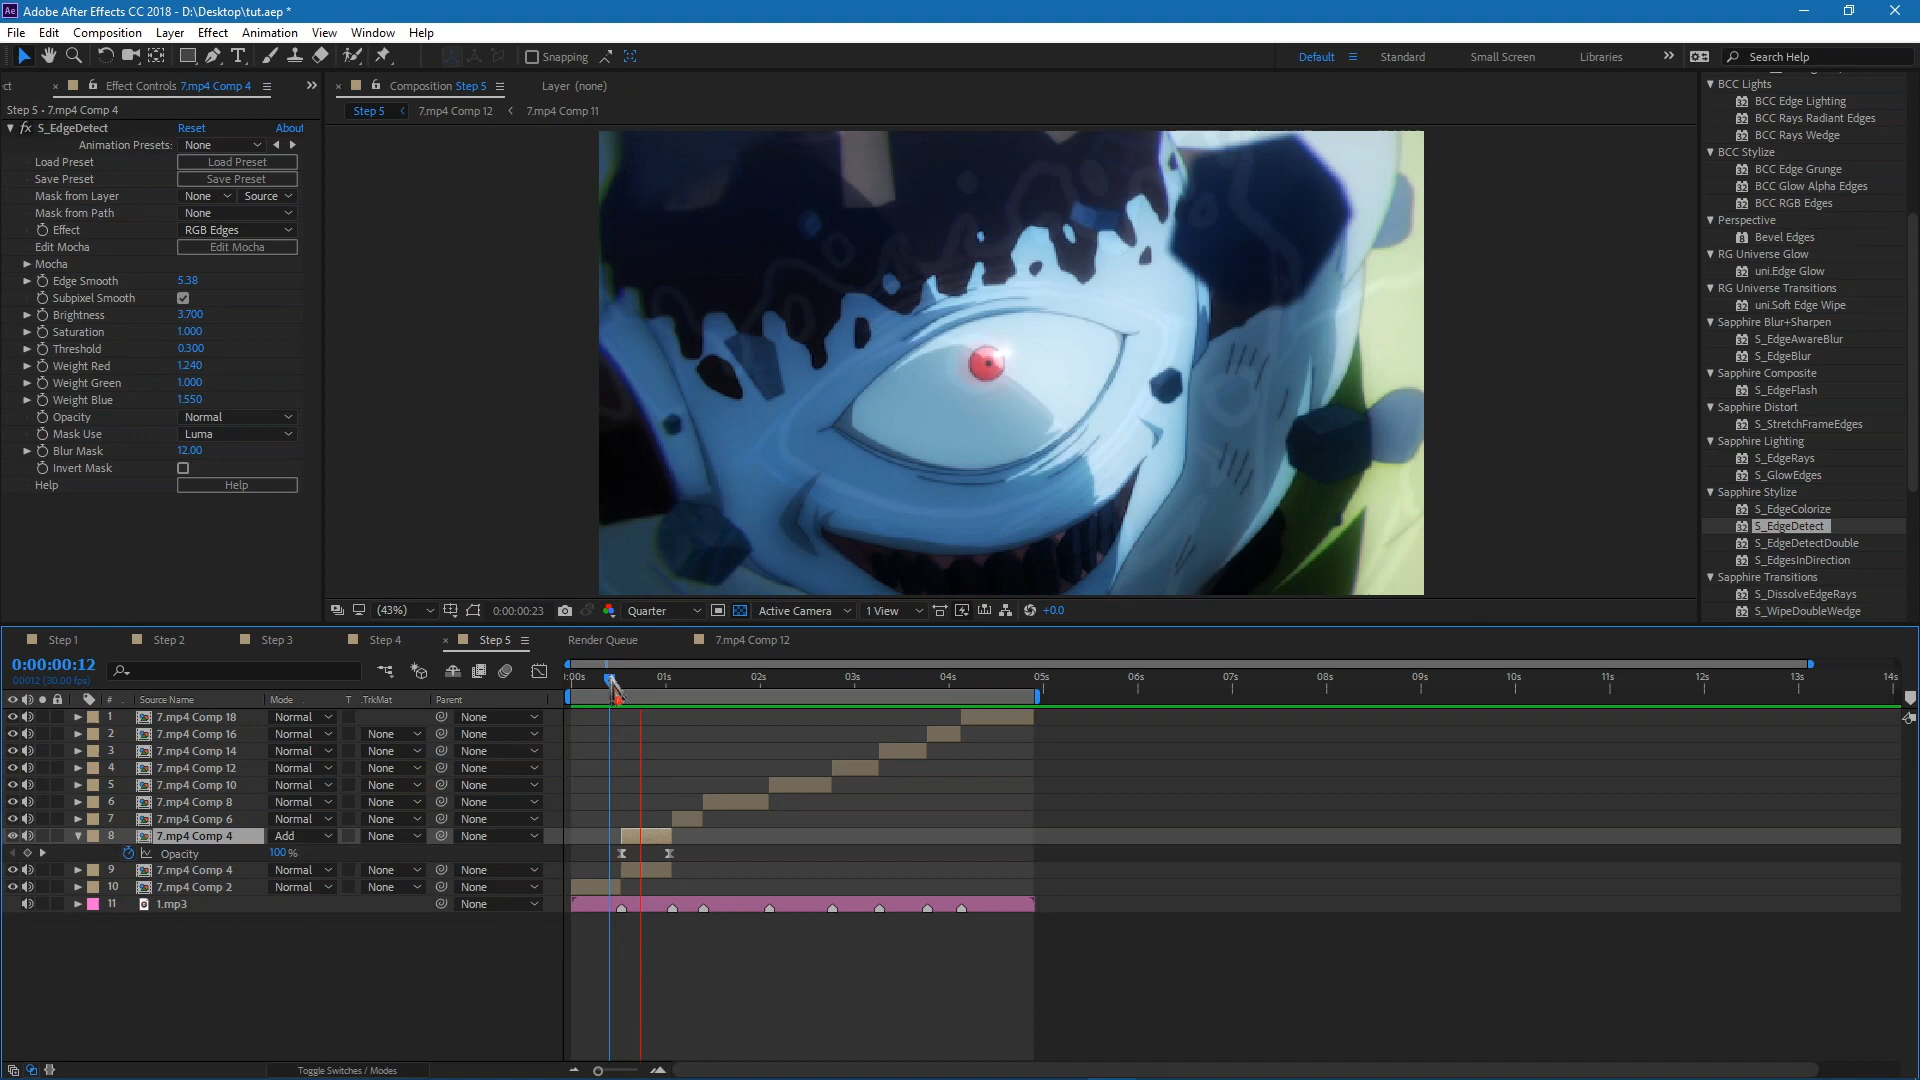 Ae Adobe After Effects CC 2018 - D:\Desktop\tut.aep *
File Edit Composition Layer Effect Animation View Window Help
Snapping Default Standard Small Screen Libraries Search Help
ct Effect Controls 7.mp4 Comp 4
Step 5 • 7.mp4 Comp 4
fx S_EdgeDetect Reset About
Animation Presets: None
Load Preset Load Preset
Save Preset Save Preset
Mask from Layer None Source
Mask from Path None
Effect RGB Edges
Edit Mocha Edit Mocha
Mocha
Edge Smooth 5.38
Subpixel Smooth
Brightness 3.700
Saturation 1.000
Threshold 0.300
Weight Red 1.240
Weight Green 1.000
Weight Blue 1.550
Opacity Normal
Mask Use Luma
Blur Mask 12.00
Invert Mask
Help Help
Composition Step 5 Layer (none)
Step 5 7.mp4 Comp 12 7.mp4 Comp 11
(43%) 0:00:00:23 Quarter Active Camera 1 View +0.0
BCC Lights
BCC Edge Lighting
BCC Rays Radiant Edges
BCC Rays Wedge
BCC Stylize
BCC Edge Grunge
BCC Glow Alpha Edges
BCC RGB Edges
Perspective
Bevel Edges
RG Universe Glow
uni.Edge Glow
RG Universe Transitions
uni.Soft Edge Wipe
Sapphire Blur+Sharpen
S_EdgeAwareBlur
S_EdgeBlur
Sapphire Composite
S_EdgeFlash
Sapphire Distort
S_StretchFrameEdges
Sapphire Lighting
S_EdgeRays
S_GlowEdges
Sapphire Stylize
S_EdgeColorize
S_EdgeDetect
S_EdgeDetectDouble
S_EdgesInDirection
Sapphire Transitions
S_DissolveEdgeRays
S_WipeDoubleWedge
Step 1 Step 2 Step 3 Step 4 Step 5 Render Queue 7.mp4 Comp 12
0:00:00:12
00012 (30.00 fps)
:00s 01s 02s 03s 04s 05s 06s 07s 08s 09s 10s 11s 12s 13s 14s
# Source Name Mode T .TrkMat Parent
1 7.mp4 Comp 18 Normal None
2 7.mp4 Comp 16 Normal None None
3 7.mp4 Comp 14 Normal None None
4 7.mp4 Comp 12 Normal None None
5 7.mp4 Comp 10 Normal None None
6 7.mp4 Comp 8 Normal None None
7 7.mp4 Comp 6 Normal None None
8 7.mp4 Comp 4 Add None None
Opacity 100 %
9 7.mp4 Comp 4 Normal None None
10 7.mp4 Comp 2 Normal None None
11 1.mp3 None
Toggle Switches / Modes